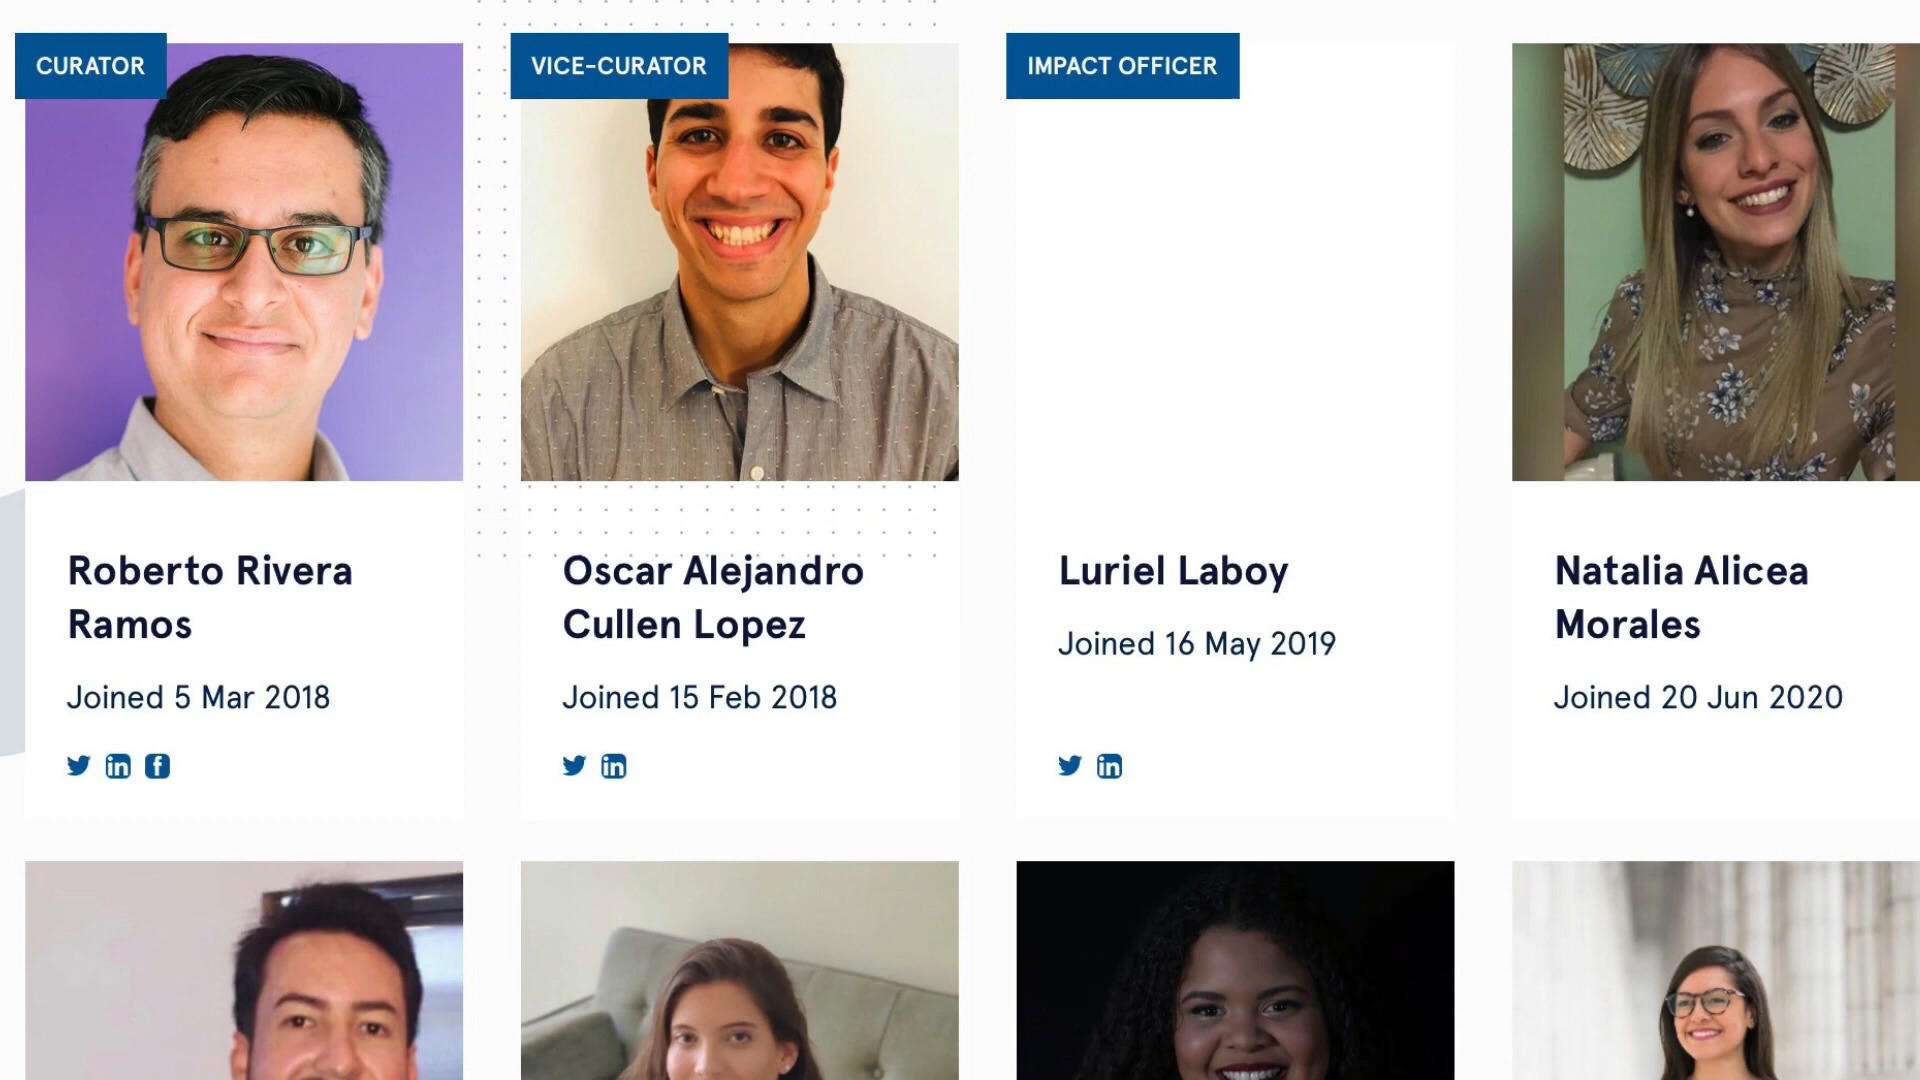 CURATOR
VICE-CURATOR
IMPACT OFFICER
Roberto Rivera
Ramos
Joined 5 Mar 2018
Oscar Alejandro
Cullen Lopez
Joined 15 Feb 2018
Luriel Laboy
Joined 16 May 2019
Natalia Alicea
Morales
Joined 20 Jun 2020